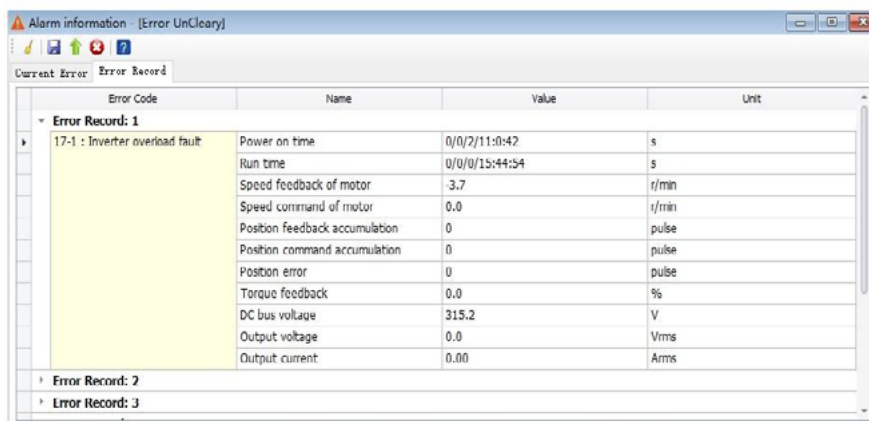 Alarm information - [Error UnCleary]
Current Error Error Record
Error Code Name Value Unit
Error Record: 1
17-1 : Inverter overload fault Power on time 0/0/2/11:0:42 s
Run time 0/0/0/15:44:54 s
Speed feedback of motor -3.7 r/min
Speed command of motor 0.0 r/min
Position feedback accumulation 0 pulse
Position command accumulation 0 pulse
Position error 0 pulse
Torque feedback 0.0 %
DC bus voltage 315.2 V
Output voltage 0.0 Vrms
Output current 0.00 Arms
Error Record: 2
Error Record: 3